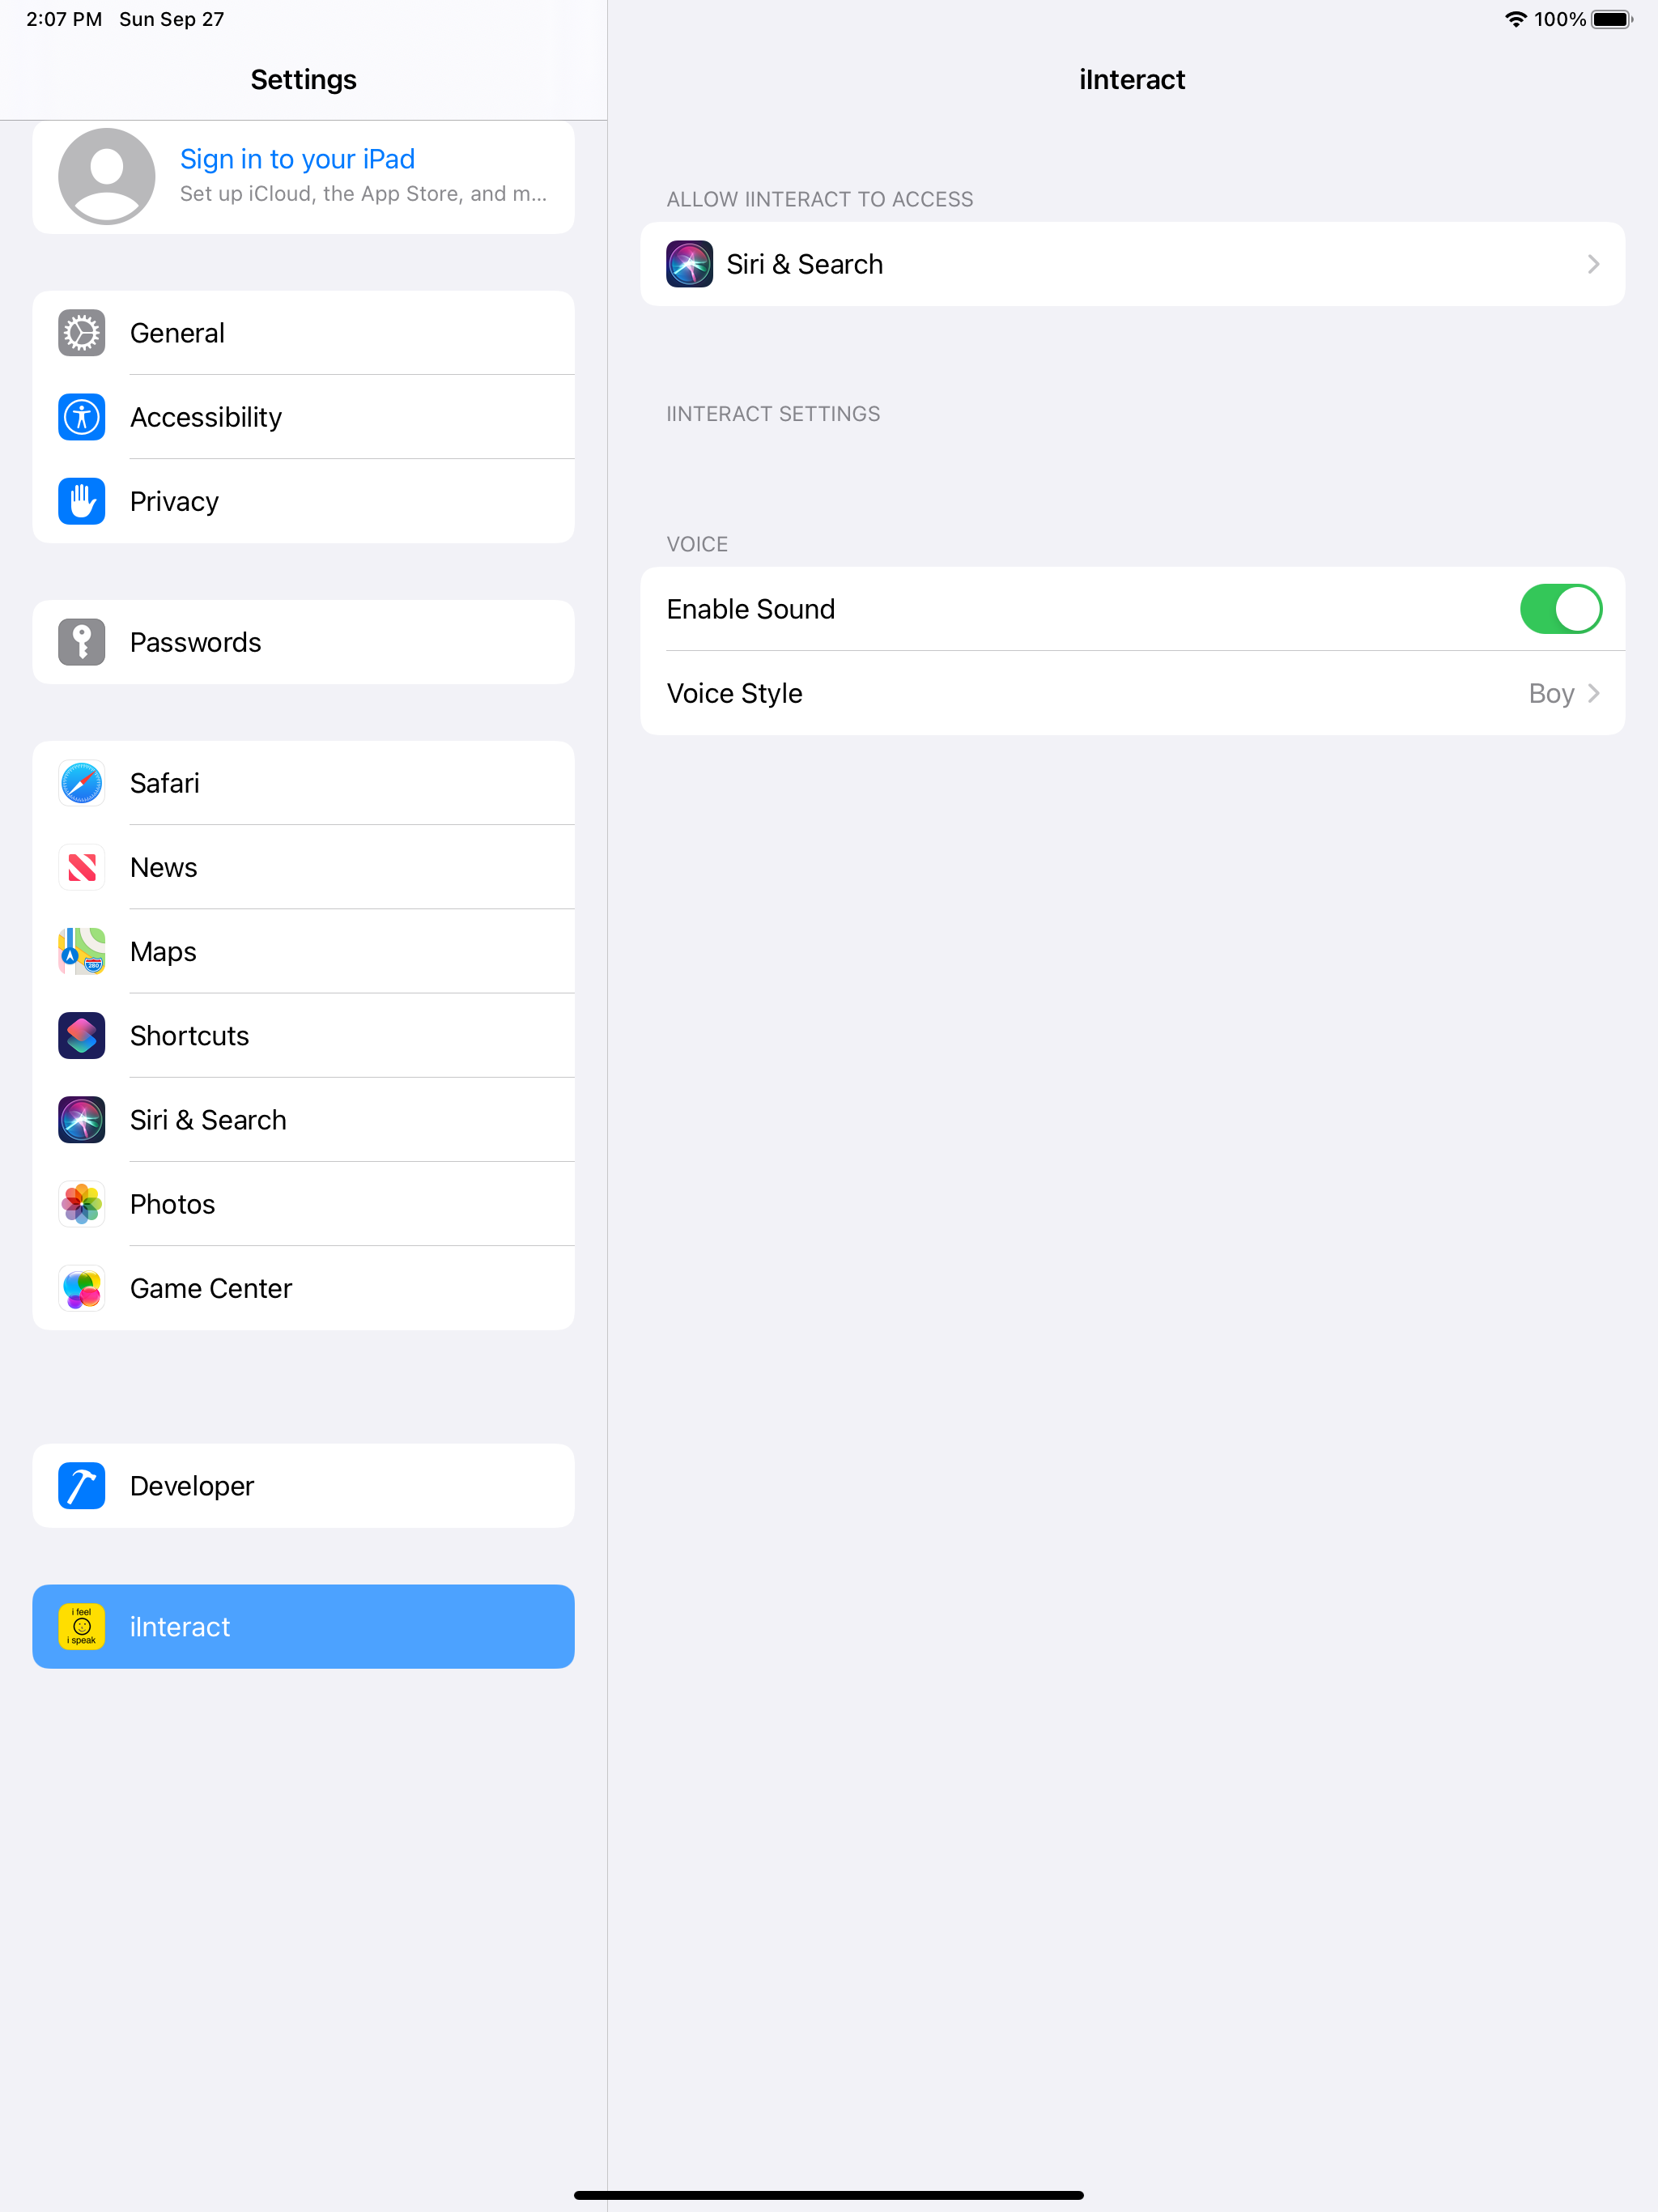 2:07 PM Sun Sep 27
100%
Settings
Sign in to your iPad
Set up iCloud, the App Store, and m...
General
Accessibility
Privacy
Passwords
Safari
News
Maps
280
Shortcuts
Siri & Search
Photos
Game Center
Developer
i feel
i speak
iInteract
iInteract
ALLOW IINTERACT TO ACCESS
Siri & Search
IINTERACT SETTINGS
VOICE
Enable Sound
Voice Style
Boy